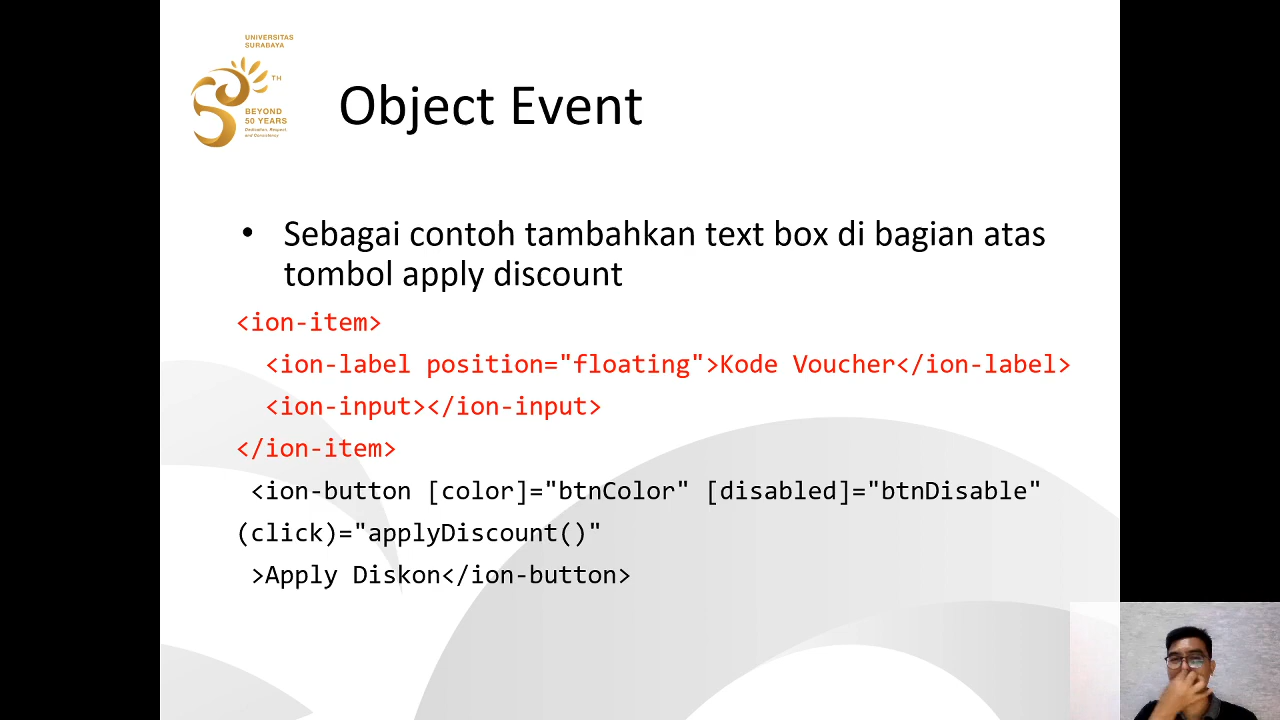 UNIVERSITAS
SURABAYA
TH
BEYOND
50 YEARS
Dedication, Respect,
and Consistency
Object Event
• Sebagai contoh tambahkan text box di bagian atas
tombol apply discount
<ion-item>
<ion-label position="floating">Kode Voucher</ion-label>
<ion-input></ion-input>
</ion-item>
<ion-button [color]="btnColor" [disabled]="btnDisable"
(click)="applyDiscount()"
>Apply Diskon</ion-button>